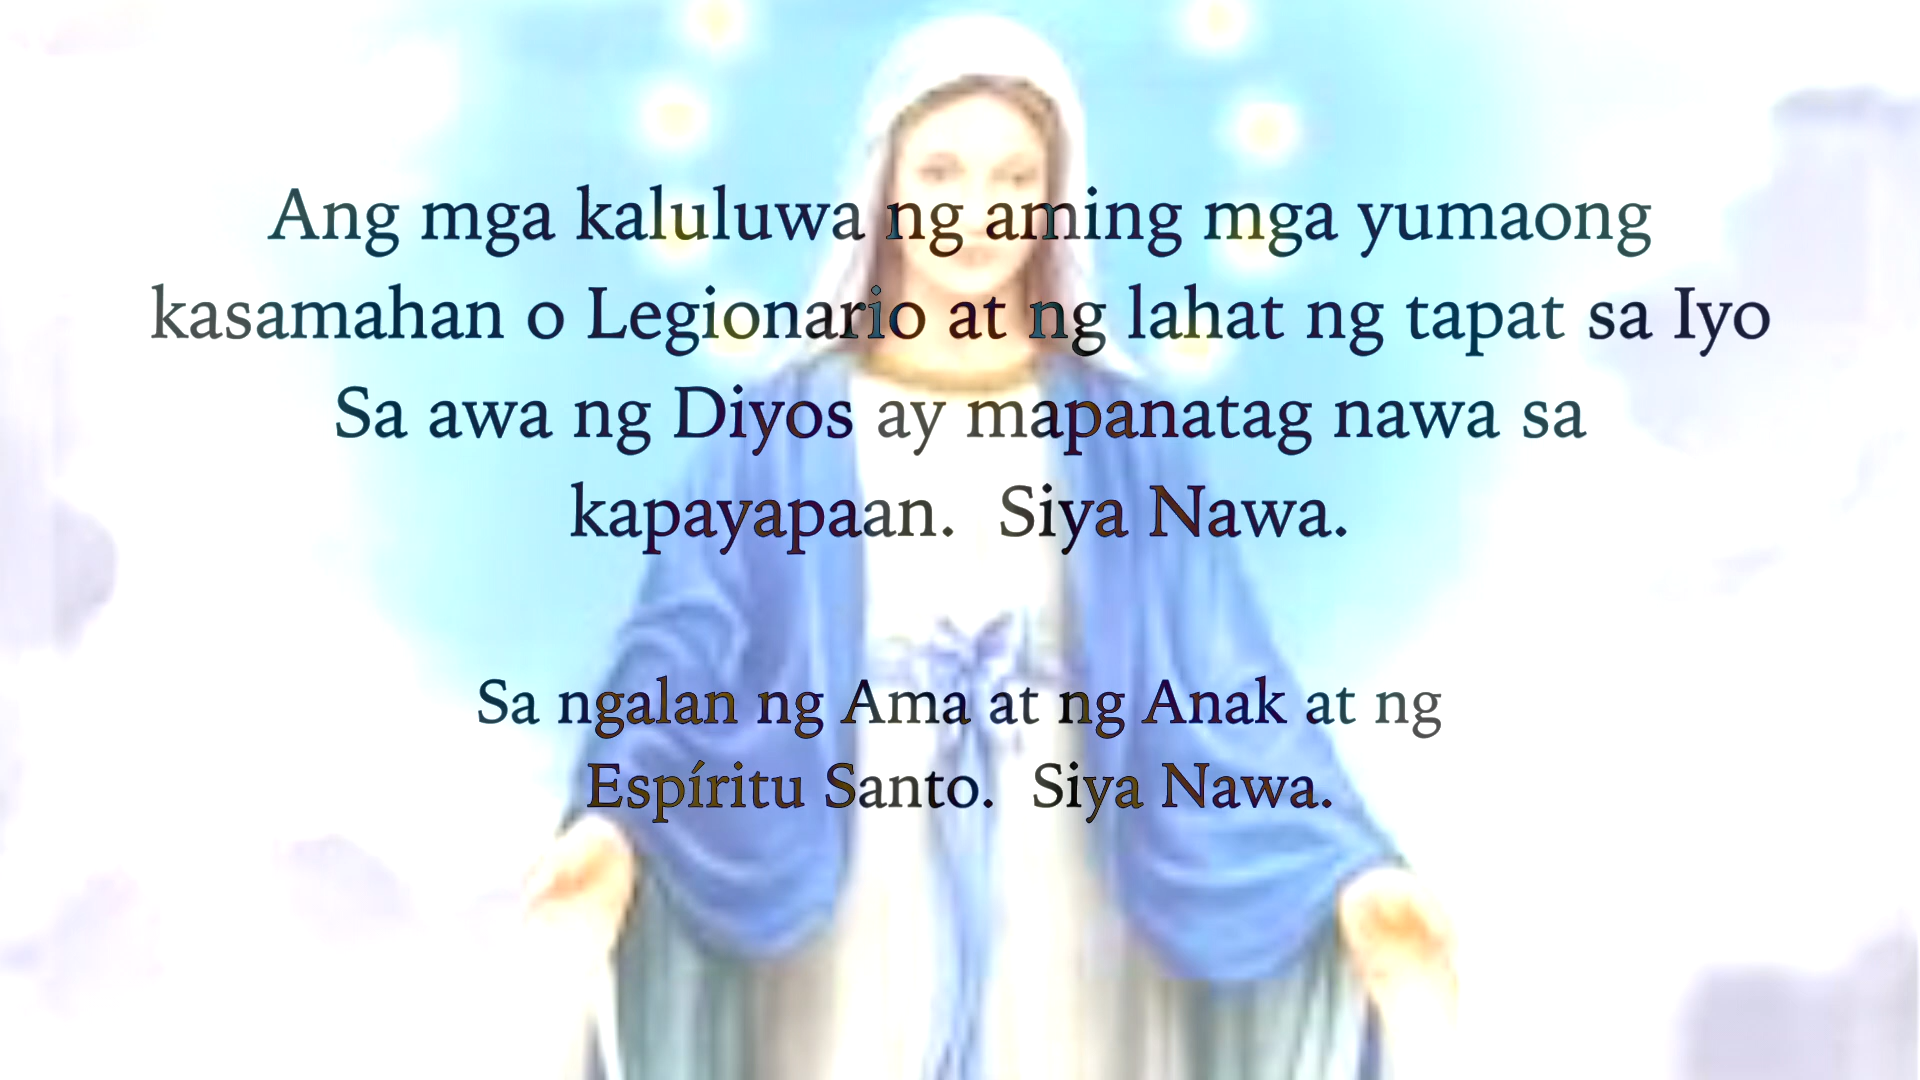 Ang mga kaluluwa ng aming mga yumaong
kasamahan o Legionario at ng lahat ng tapat sa Iyo
Sa awa ng Diyos ay mapanatag nawa sa
kapayapaan.  Siya Nawa.
Sa ngalan ng Ama at ng Anak at ng
Espíritu Santo.  Siya Nawa.